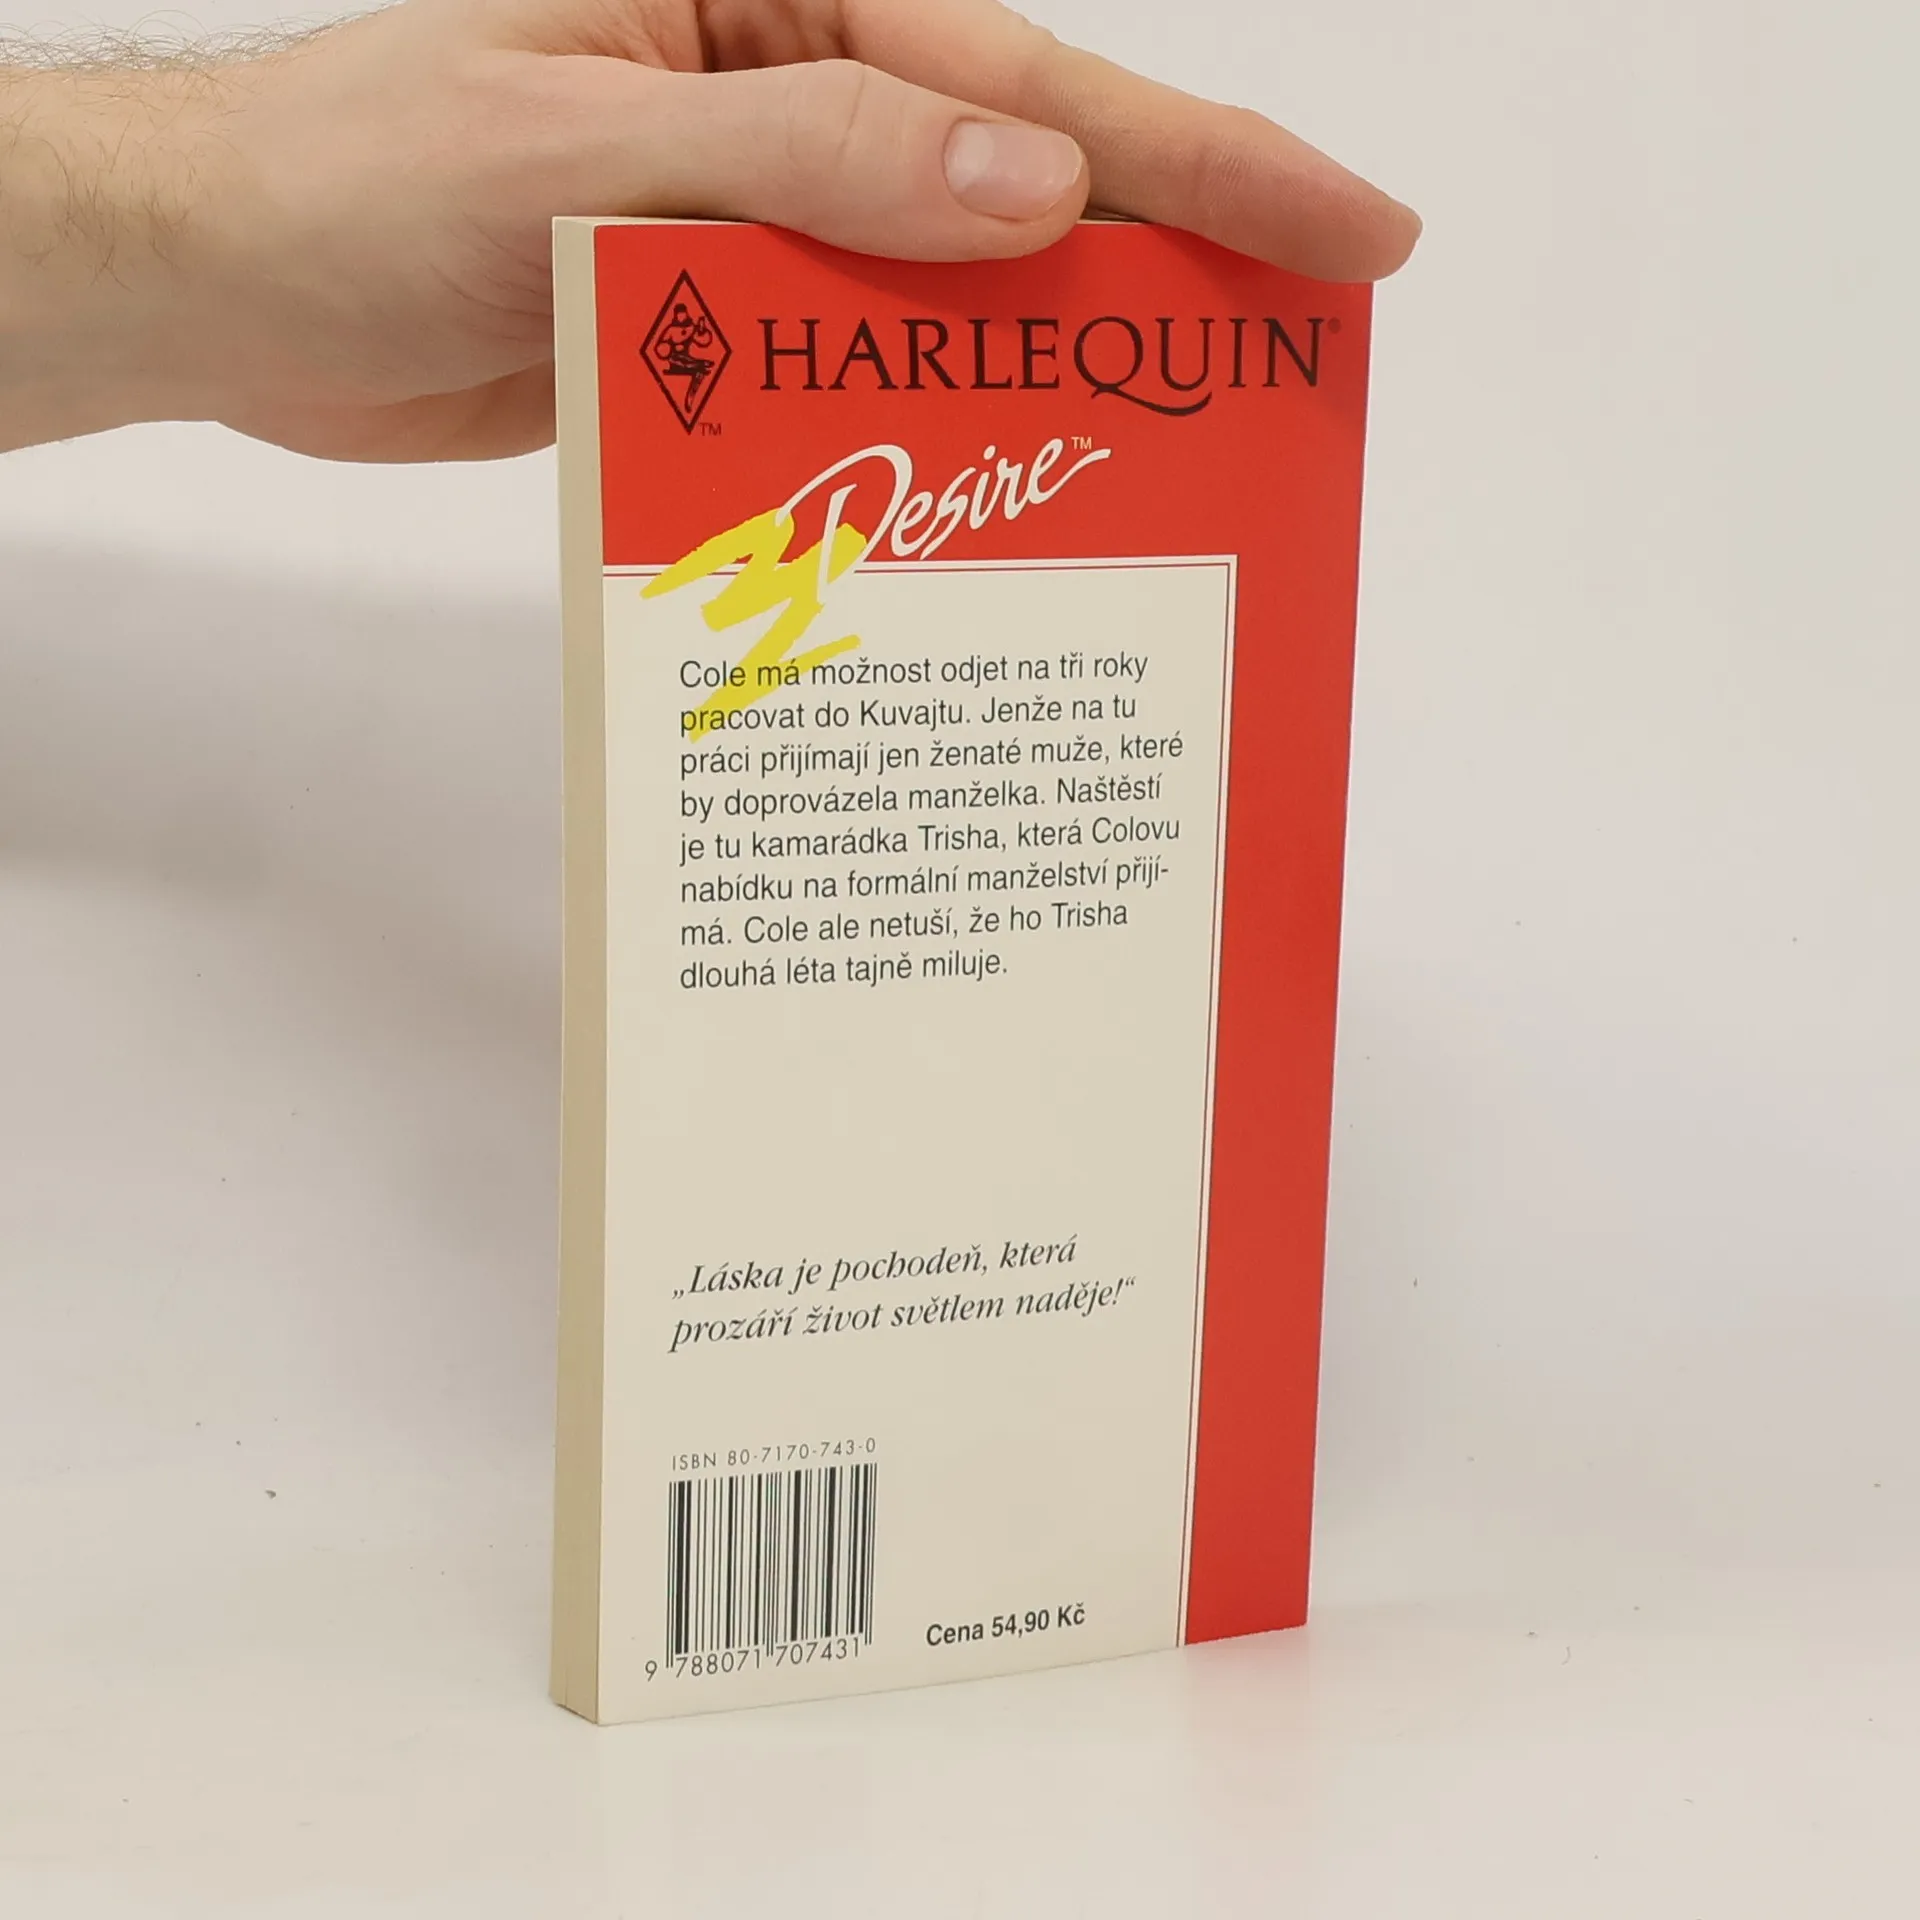 HARLEQUIN®
TM
Desire™
Cole má možnost odjet na tři roky
pracovat do Kuvajtu. Jenže na tu
práci přijímají jen ženaté muže, které
by doprovázela manželka. Naštěstí
je tu kamarádka Trisha, která Colovu
nabídku na formální manželství přijí-
má. Cole ale netuší, že ho Trisha
dlouhá léta tajně miluje.
„Láska je pochodeň, která
prozáří život světlem naděje!“
ISBN 80-7170-743-0
9 788071 707431
Cena 54,90 Kč